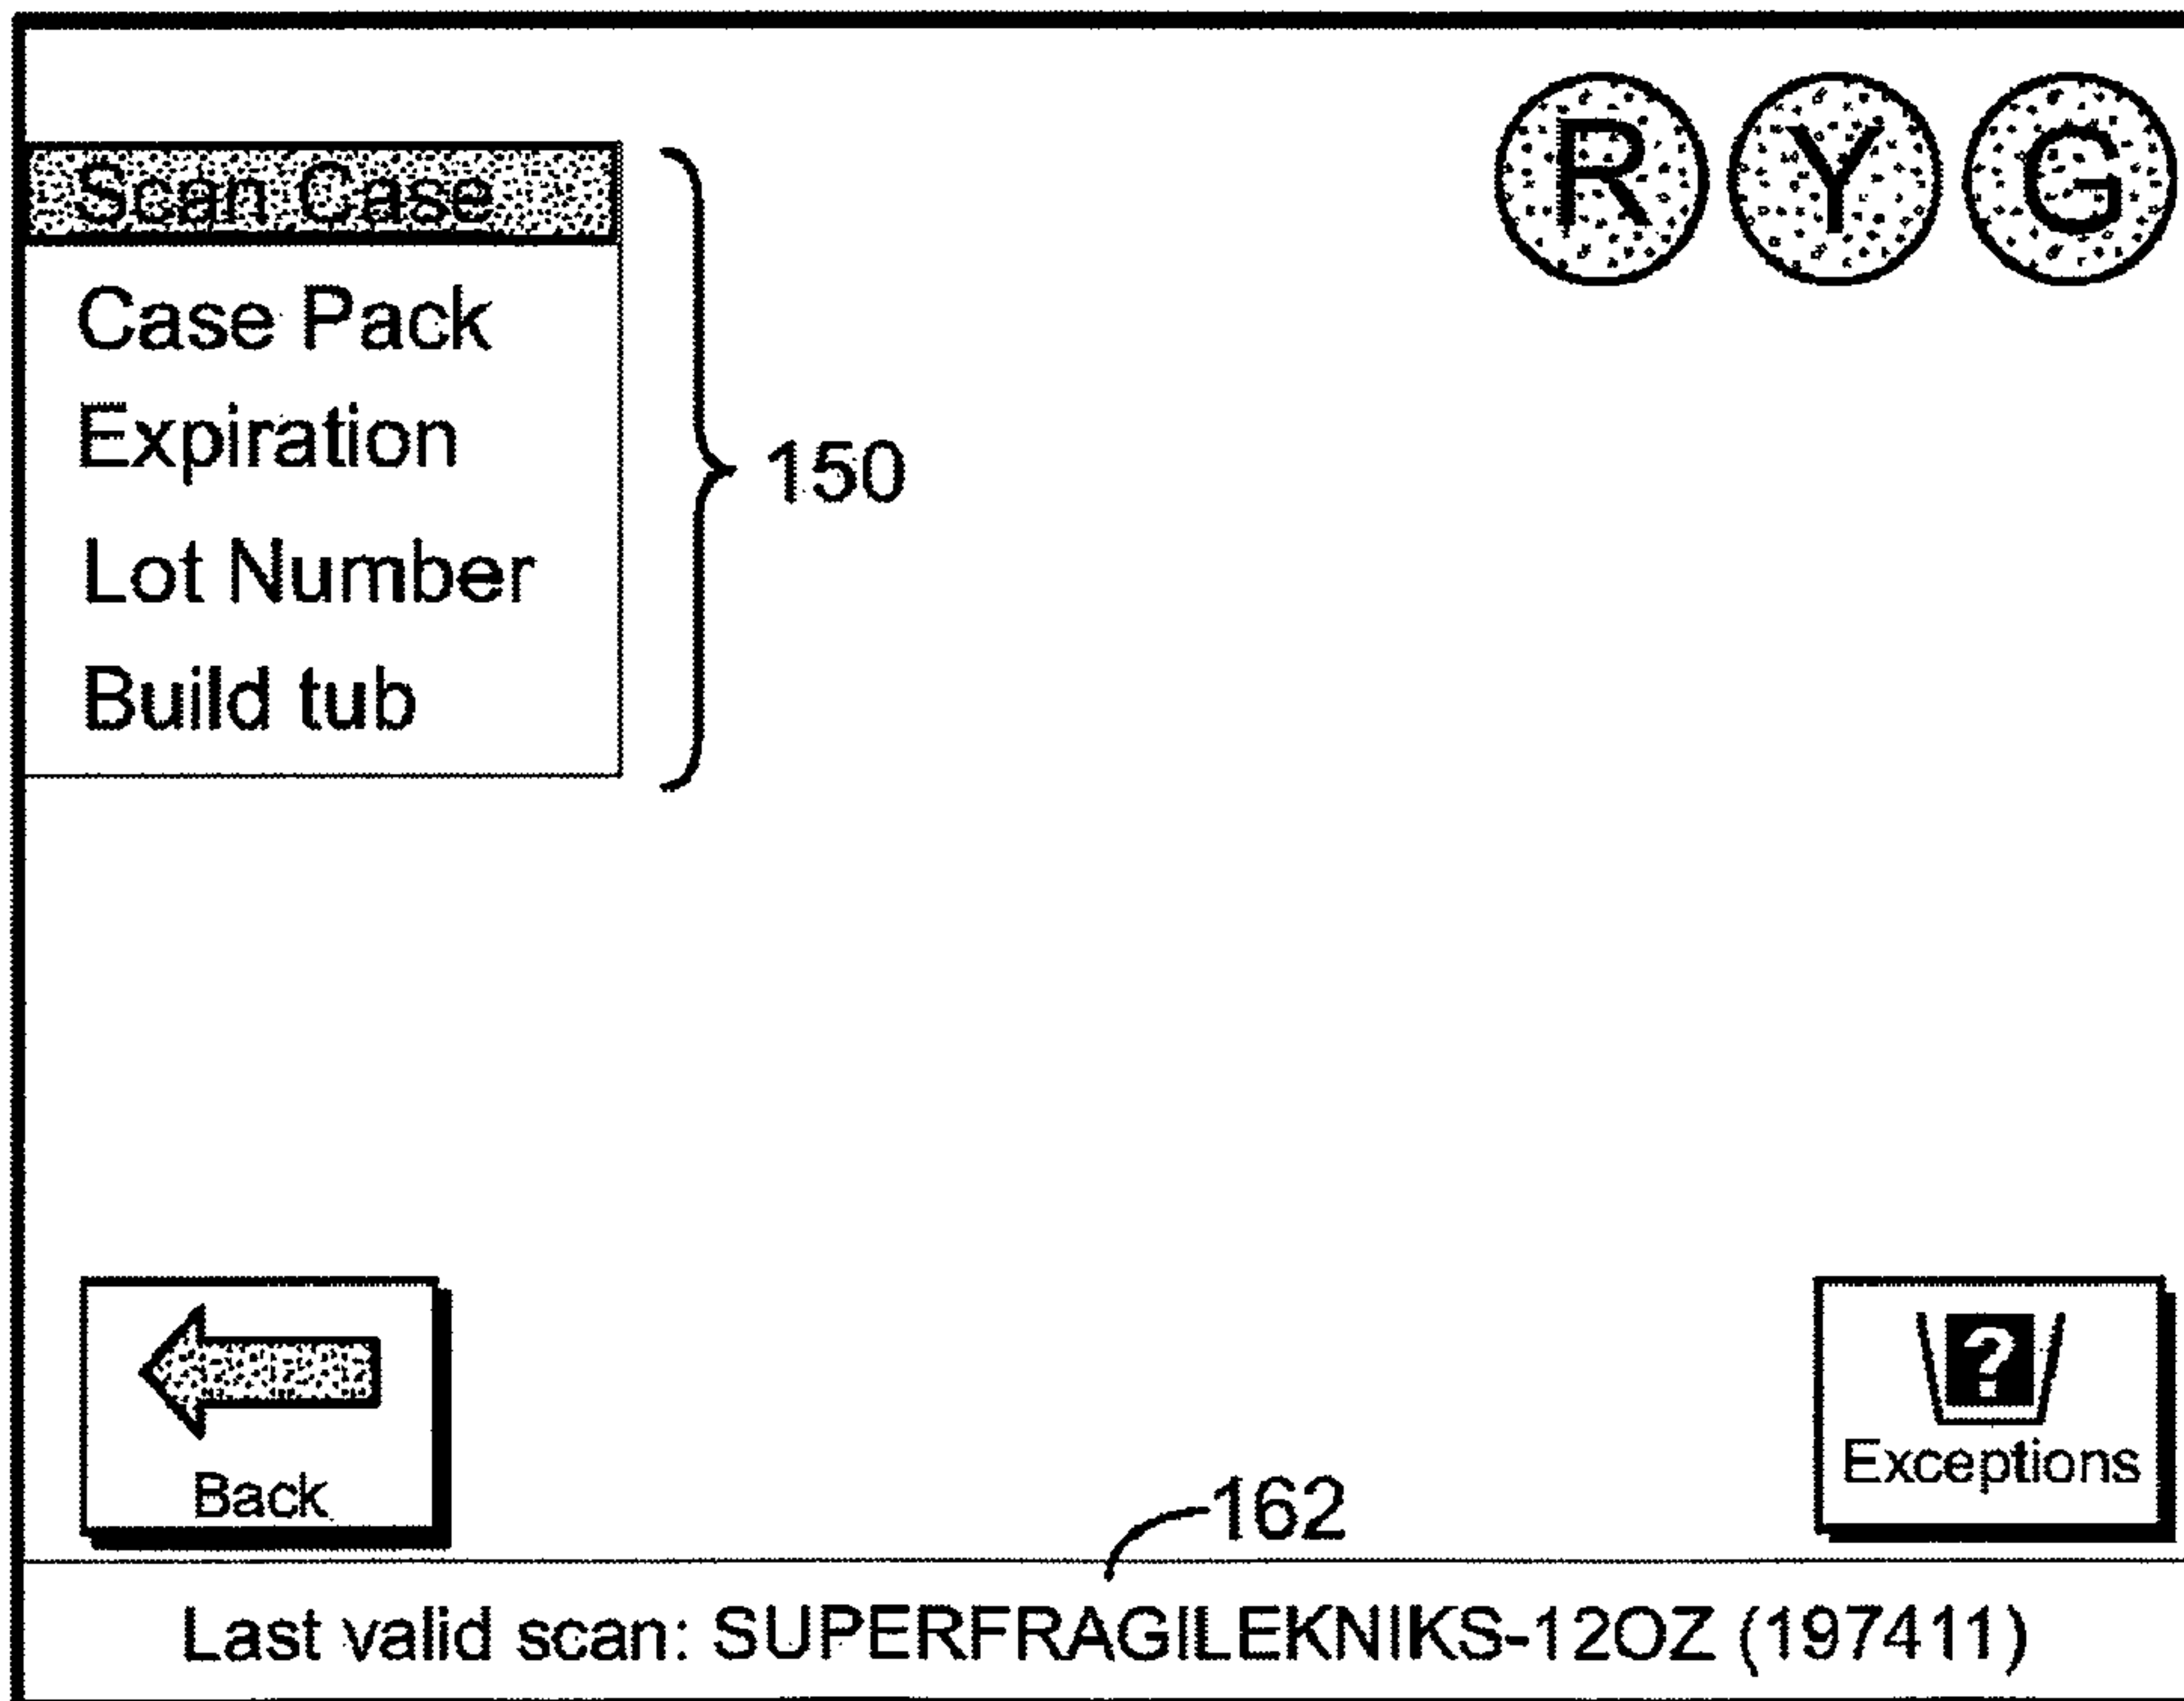 R Y G
Scan Case
Case Pack
Expiration
150
Lot Number
Build tub
?
Back
Exceptions
162
Last valid scan: SUPERFRAGILEKNIKS-12OZ (197411)